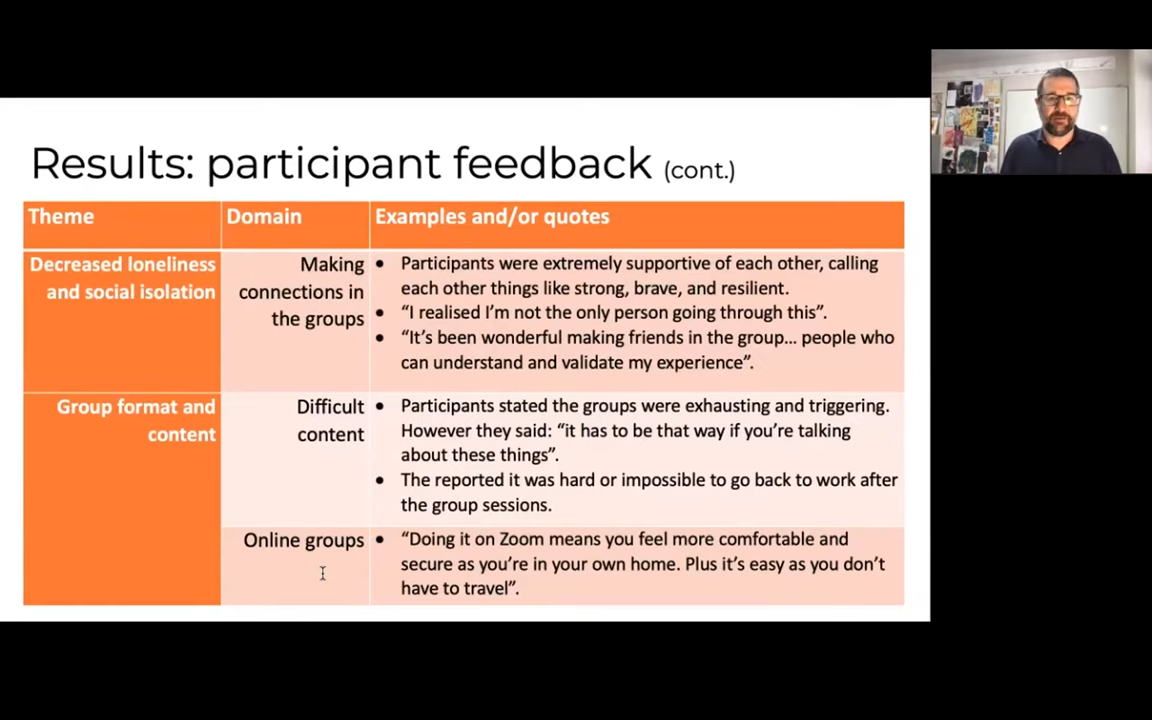 Results: participant feedback (cont.)
Theme
Domain
Examples and/or quotes
Decreased loneliness
and social isolation
Making
connections in
the groups
• Participants were extremely supportive of each other, calling
each other things like strong, brave, and resilient.
• “I realised I’m not the only person going through this”.
• “It’s been wonderful making friends in the group... people who
can understand and validate my experience”.
Group format and
content
Difficult
content
• Participants stated the groups were exhausting and triggering.
However they said: “it has to be that way if you’re talking
about these things”.
• The reported it was hard or impossible to go back to work after
the group sessions.
Online groups
• “Doing it on Zoom means you feel more comfortable and
secure as you’re in your own home. Plus it’s easy as you don’t
have to travel”.